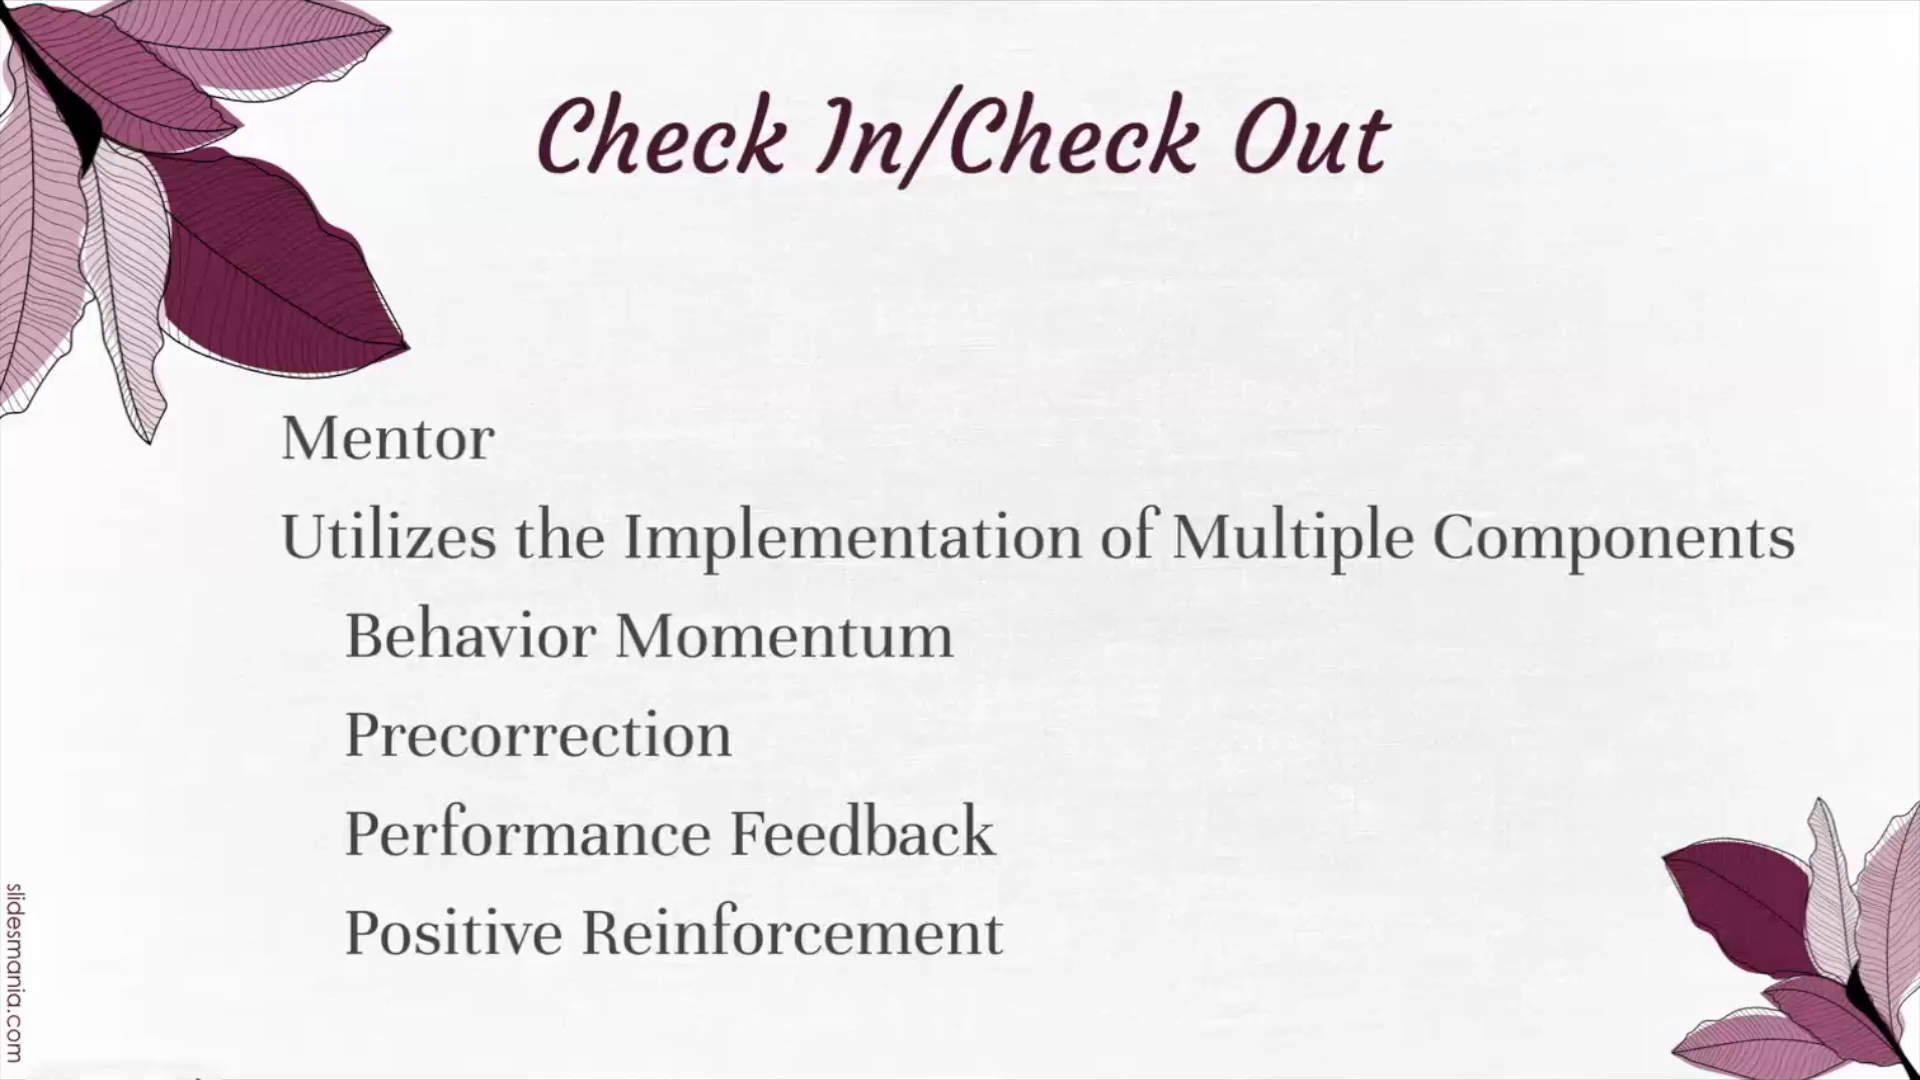 Check In/Check Out
Mentor
Utilizes the Implementation of Multiple Components
Behavior Momentum
Precorrection
Performance Feedback
Positive Reinforcement
slidesmania.com